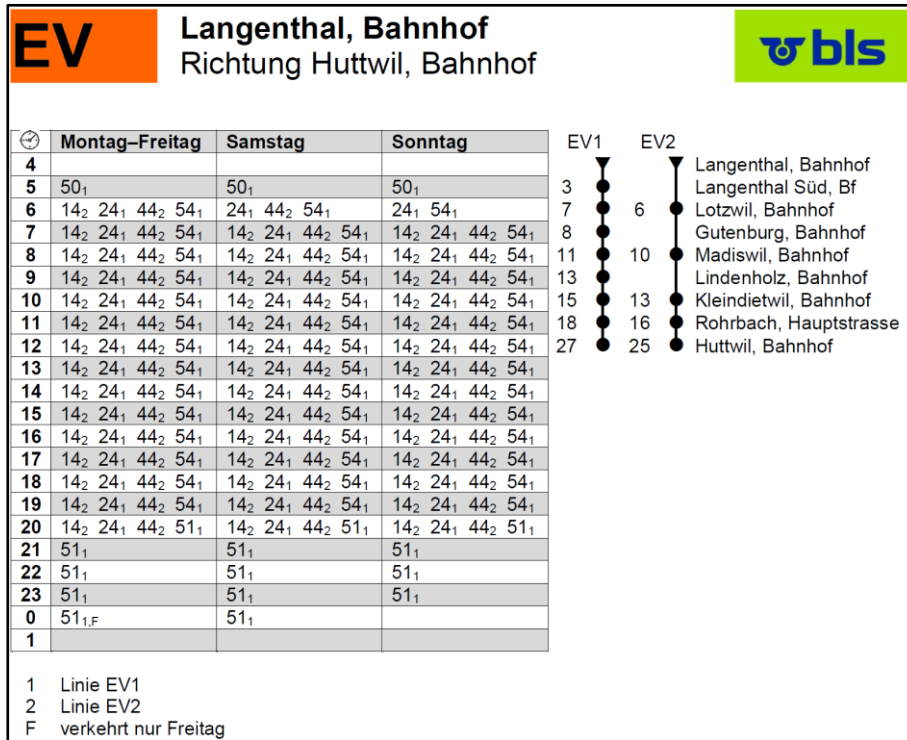 EV
Langenthal, Bahnhof
Richtung Huttwil, Bahnhof
bls
Montag–Freitag Samstag Sonntag
4
5 50₁ 50₁ 50₁
6 14₂ 24₁ 44₂ 54₁ 24₁ 44₂ 54₁ 24₁ 54₁
7 14₂ 24₁ 44₂ 54₁ 14₂ 24₁ 44₂ 54₁ 14₂ 24₁ 44₂ 54₁
8 14₂ 24₁ 44₂ 54₁ 14₂ 24₁ 44₂ 54₁ 14₂ 24₁ 44₂ 54₁
9 14₂ 24₁ 44₂ 54₁ 14₂ 24₁ 44₂ 54₁ 14₂ 24₁ 44₂ 54₁
10 14₂ 24₁ 44₂ 54₁ 14₂ 24₁ 44₂ 54₁ 14₂ 24₁ 44₂ 54₁
11 14₂ 24₁ 44₂ 54₁ 14₂ 24₁ 44₂ 54₁ 14₂ 24₁ 44₂ 54₁
12 14₂ 24₁ 44₂ 54₁ 14₂ 24₁ 44₂ 54₁ 14₂ 24₁ 44₂ 54₁
13 14₂ 24₁ 44₂ 54₁ 14₂ 24₁ 44₂ 54₁ 14₂ 24₁ 44₂ 54₁
14 14₂ 24₁ 44₂ 54₁ 14₂ 24₁ 44₂ 54₁ 14₂ 24₁ 44₂ 54₁
15 14₂ 24₁ 44₂ 54₁ 14₂ 24₁ 44₂ 54₁ 14₂ 24₁ 44₂ 54₁
16 14₂ 24₁ 44₂ 54₁ 14₂ 24₁ 44₂ 54₁ 14₂ 24₁ 44₂ 54₁
17 14₂ 24₁ 44₂ 54₁ 14₂ 24₁ 44₂ 54₁ 14₂ 24₁ 44₂ 54₁
18 14₂ 24₁ 44₂ 54₁ 14₂ 24₁ 44₂ 54₁ 14₂ 24₁ 44₂ 54₁
19 14₂ 24₁ 44₂ 54₁ 14₂ 24₁ 44₂ 54₁ 14₂ 24₁ 44₂ 54₁
20 14₂ 24₁ 44₂ 51₁ 14₂ 24₁ 44₂ 51₁ 14₂ 24₁ 44₂ 51₁
21 51₁ 51₁ 51₁
22 51₁ 51₁ 51₁
23 51₁ 51₁ 51₁
0 51₁,F 51₁
1
EV1 EV2
Langenthal, Bahnhof
3 Langenthal Süd, Bf
7 6 Lotzwil, Bahnhof
8 Gutenburg, Bahnhof
11 10 Madiswil, Bahnhof
13 Lindenholz, Bahnhof
15 13 Kleindietwil, Bahnhof
18 16 Rohrbach, Hauptstrasse
27 25 Huttwil, Bahnhof
1 Linie EV1
2 Linie EV2
F verkehrt nur Freitag